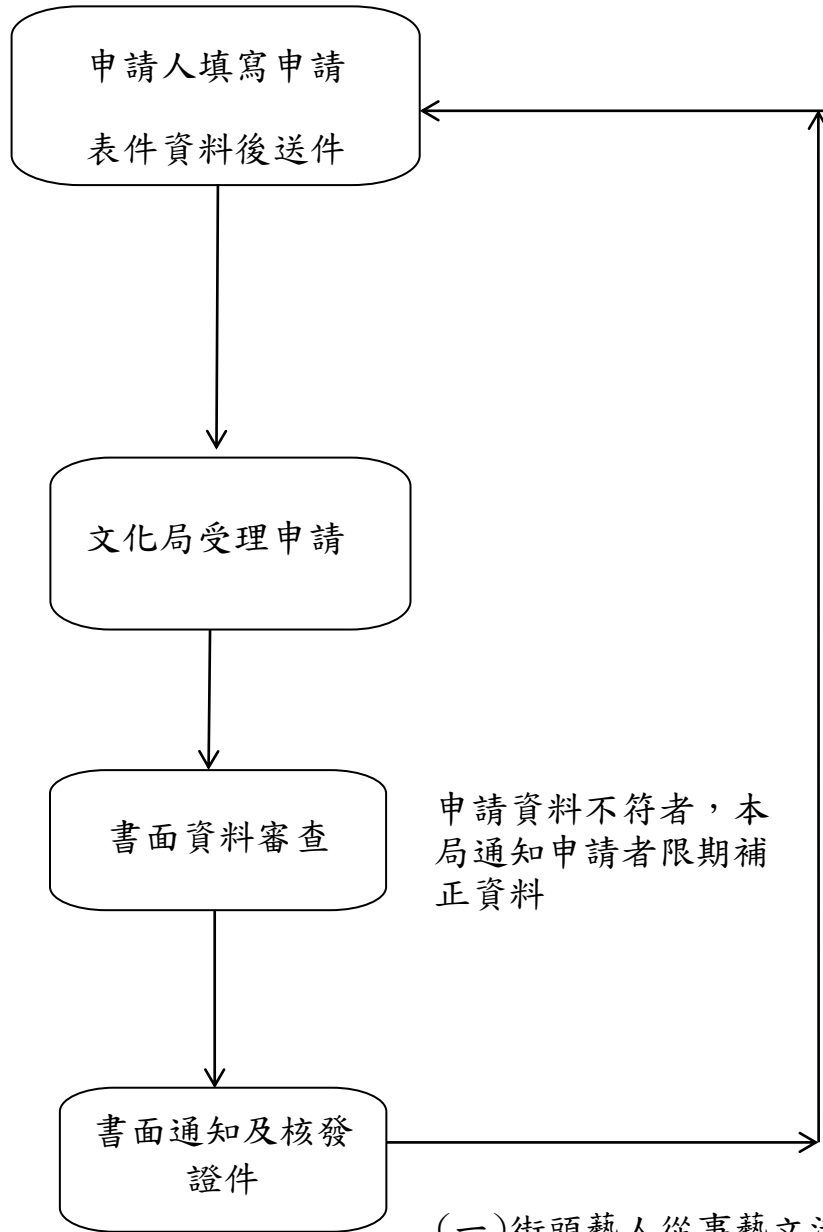 申請人填寫申請
表件資料後送件
文化局受理申請
書面資料審查
申請資料不符者，本
局通知申請者限期補
正資料
書面通知及核發
證件
(一)街頭藝人從事藝文活